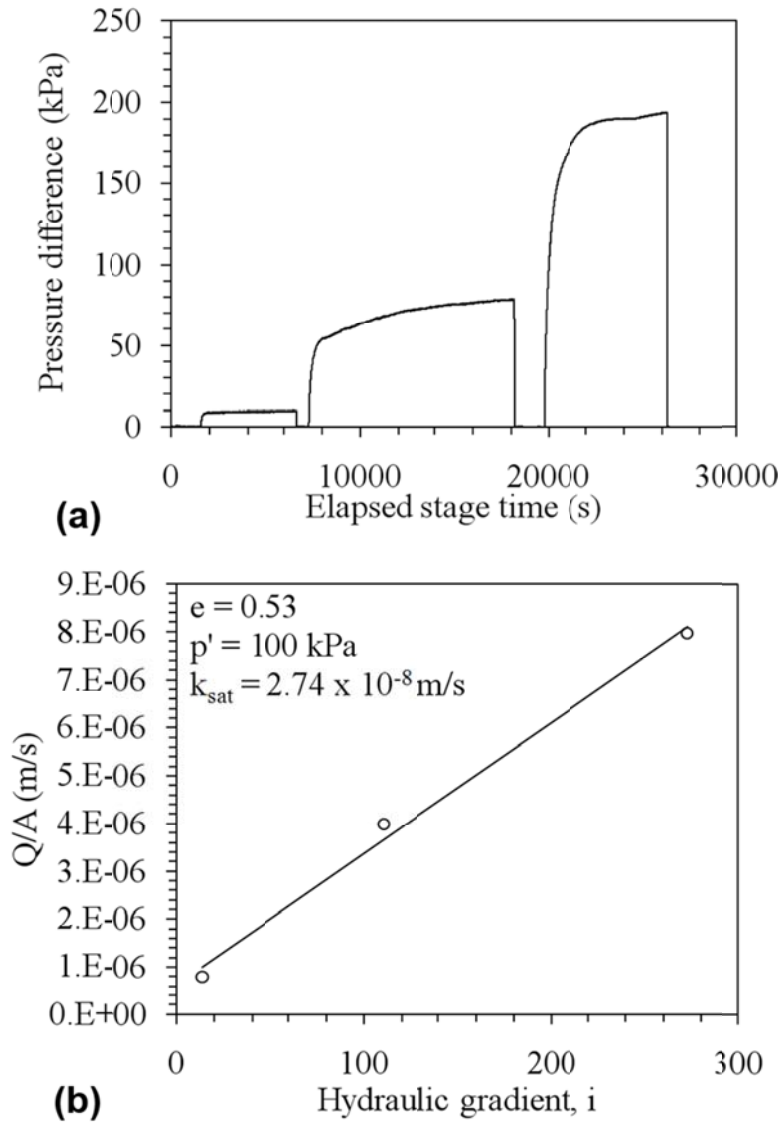 250
200
150
100
50
0
Pressure difference (kPa)
0 10000 20000 30000
Elapsed stage time (s)
(a)
9.E-06
8.E-06
7.E-06
6.E-06
5.E-06
4.E-06
3.E-06
2.E-06
1.E-06
0.E+00
Q/A (m/s)
e = 0.53
p' = 100 kPa
k_sat = 2.74 x 10⁻⁸ m/s
0 100 200 300
Hydraulic gradient, i
(b)